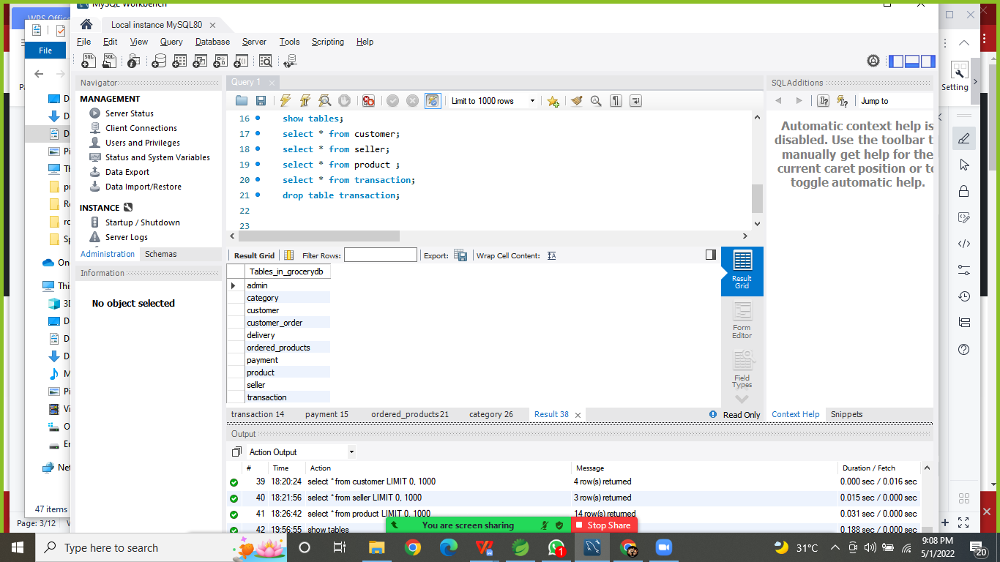 MySQL Workbench
WPS Office
Local instance MySQL80
File Edit View Query Database Server Tools Scripting Help
File
Navigator
Query 1
SQL Additions
Setting
MANAGEMENT
Server Status
Client Connections
Users and Privileges
Status and System Variables
Data Export
Data Import/Restore
INSTANCE
Startup / Shutdown
Server Logs
Administration Schemas
Information
No object selected
Limit to 1000 rows
Jump to
16 show tables;
17 select * from customer;
18 select * from seller;
19 select * from product ;
20 select * from transaction;
21 drop table transaction;
22
23
Automatic context help is
disabled. Use the toolbar t
manually get help for the
current caret position or to
toggle automatic help.
Result Grid Filter Rows: Export: Wrap Cell Content:
Tables_in_grocerydb
admin
category
customer
customer_order
delivery
ordered_products
payment
product
seller
transaction
Result
Grid
Form
Editor
Field
Types
transaction 14 payment 15 ordered_products21 category 26 Result 38 Read Only
Context Help Snippets
Output
Action Output
# Time Action Message Duration / Fetch
39 18:20:24 select * from customer LIMIT 0, 1000 4 row(s) returned 0.000 sec / 0.016 sec
40 18:21:56 select * from seller LIMIT 0, 1000 3 row(s) returned 0.015 sec / 0.000 sec
41 18:26:42 select * from product LIMIT 0, 1000 14 row(s) returned 0.031 sec / 0.000 sec
42 19:56:55 show tables 0.188 sec / 0.000 sec
You are screen sharing Stop Share
47 items
Page: 3/12
Type here to search
1
31°C
9:08 PM
5/1/2022
20